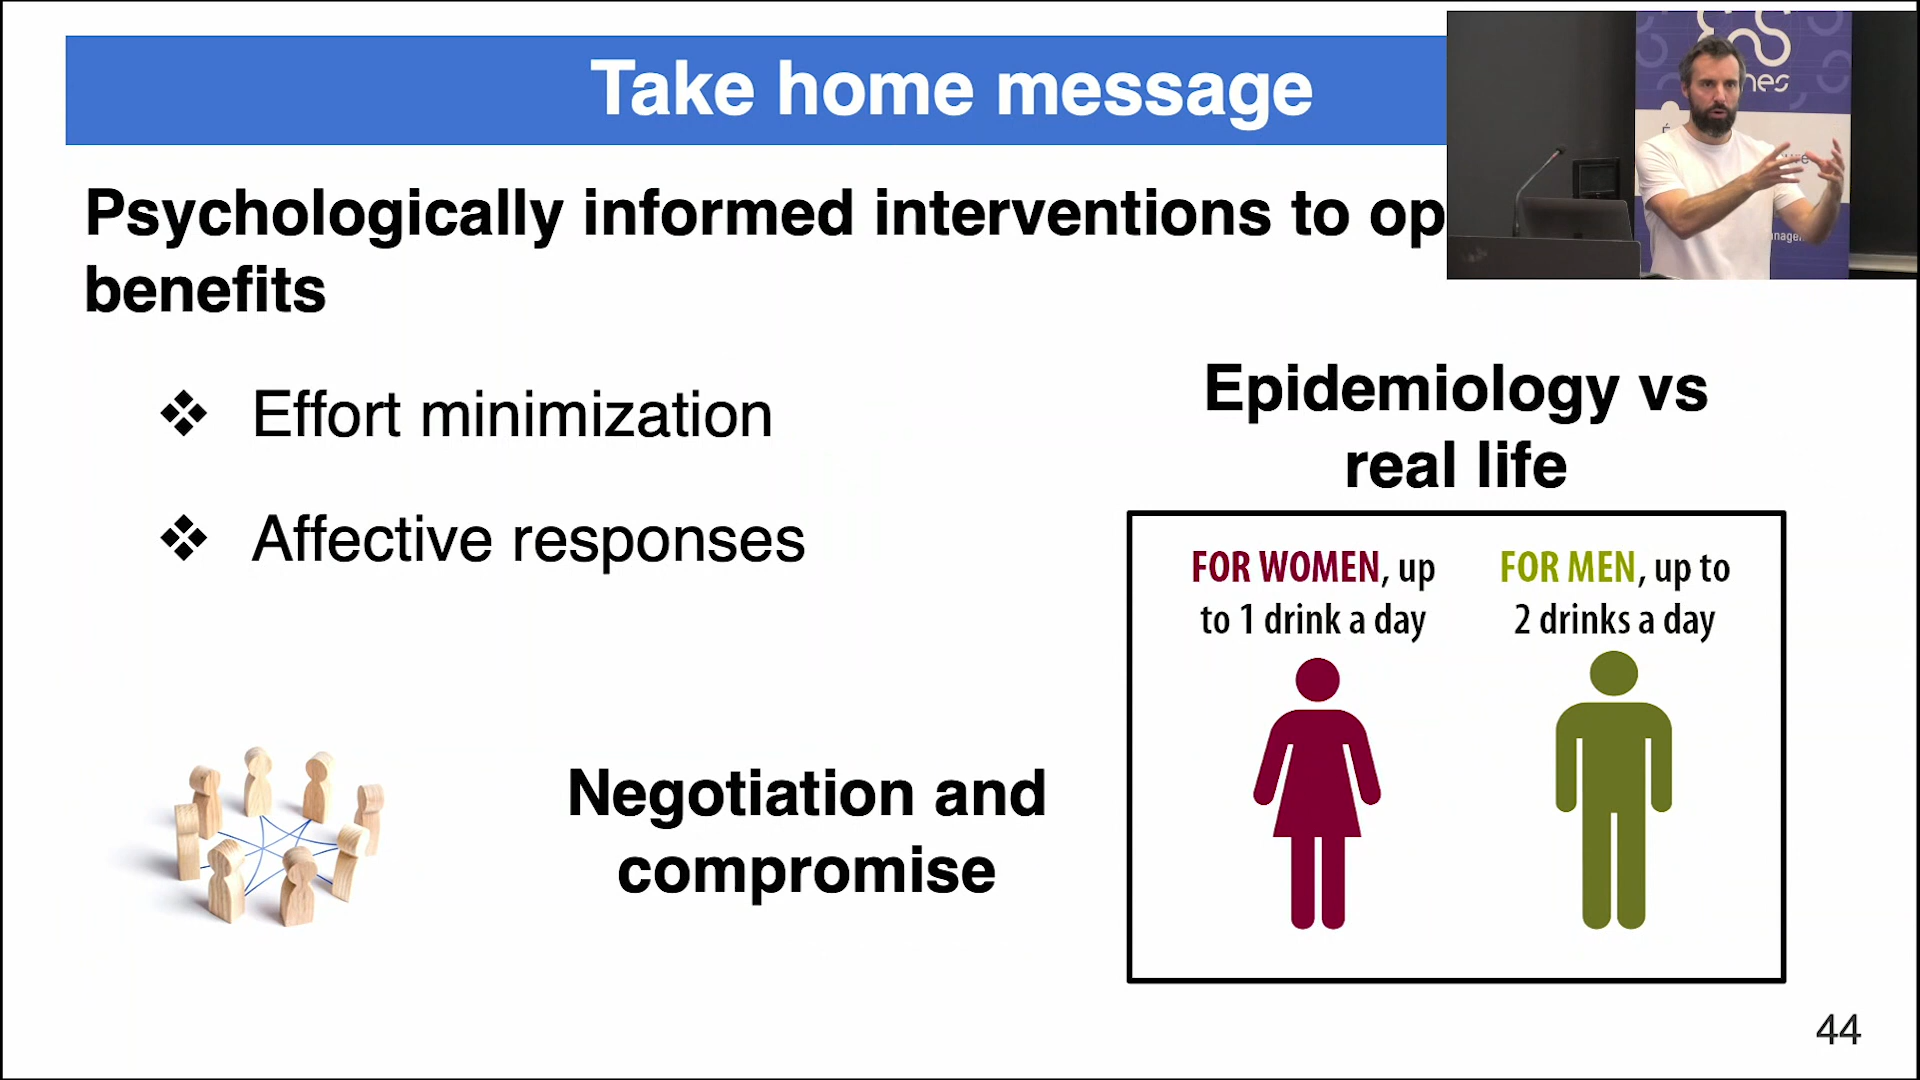 Take home message
Psychologically informed interventions to op
benefits
❖ Effort minimization
❖ Affective responses
Epidemiology vs
real life
FOR WOMEN, up
to 1 drink a day
FOR MEN, up to
2 drinks a day
Negotiation and
compromise
44